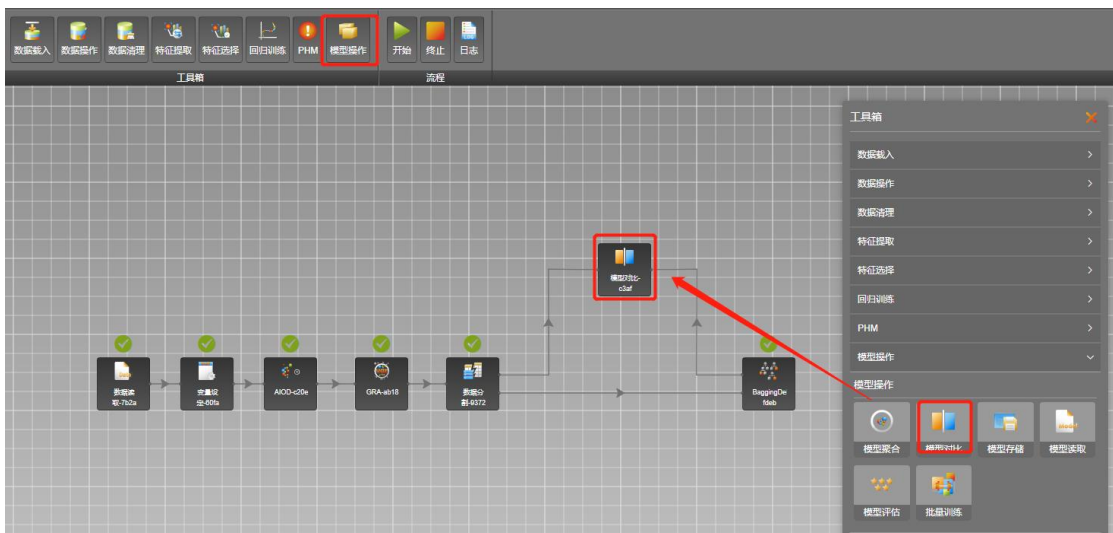 数据载入 数据操作 数据清理 特征提取 特征选择 回归训练 PHM 模型操作 开始 终止 日志
工具箱 流程
工具箱
数据载入
数据操作
数据清理
特征提取
特征选择
回归训练
PHM
模型操作
模型操作
模型聚合 模型对比 模型存储 模型读取
模型评估 批量训练
模型对比-
c3af
数据读
取-7b2a
变量设
定-60fa
AIOD-c20e
GRA-ab18
数据分
割-9372
BaggingDe
fdeb